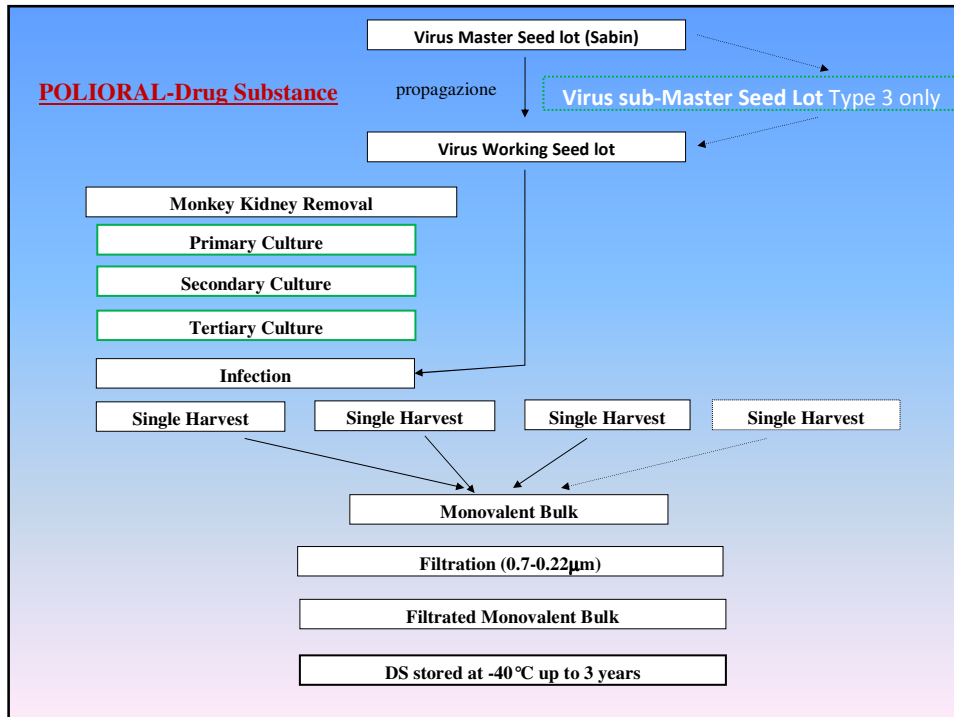 Virus Master Seed lot (Sabin)
POLIORAL-Drug Substance
propagazione
Virus sub-Master Seed Lot Type 3 only
Virus Working Seed lot
Monkey Kidney Removal
Primary Culture
Secondary Culture
Tertiary Culture
Infection
Single Harvest
Single Harvest
Single Harvest
Single Harvest
Monovalent Bulk
Filtration (0.7-0.22μm)
Filtrated Monovalent Bulk
DS stored at -40°C up to 3 years